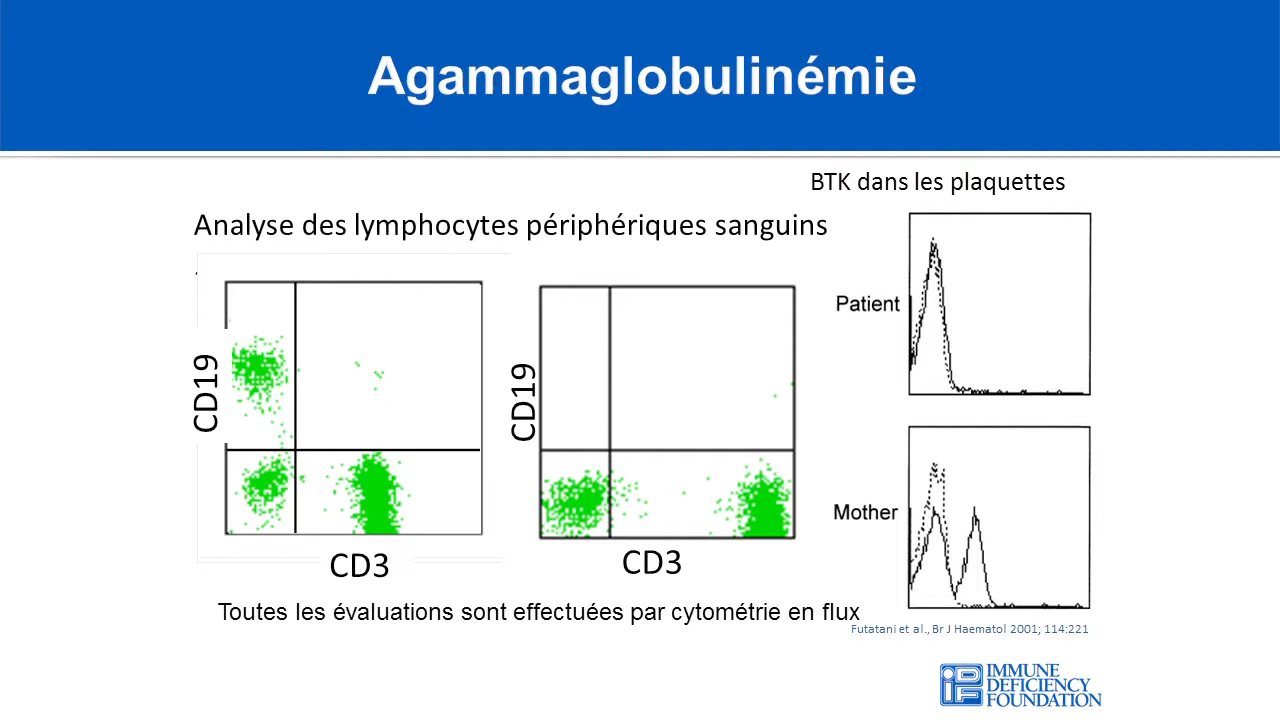 Agammaglobulinémie
BTK dans les plaquettes
Analyse des lymphocytes périphériques sanguins
CD19
CD3
CD19
CD3
Patient
Mother
Toutes les évaluations sont effectuées par cytométrie en flux
Futatani et al., Br J Haematol 2001; 114:221
IDF
IMMUNE
DEFICIENCY
FOUNDATION